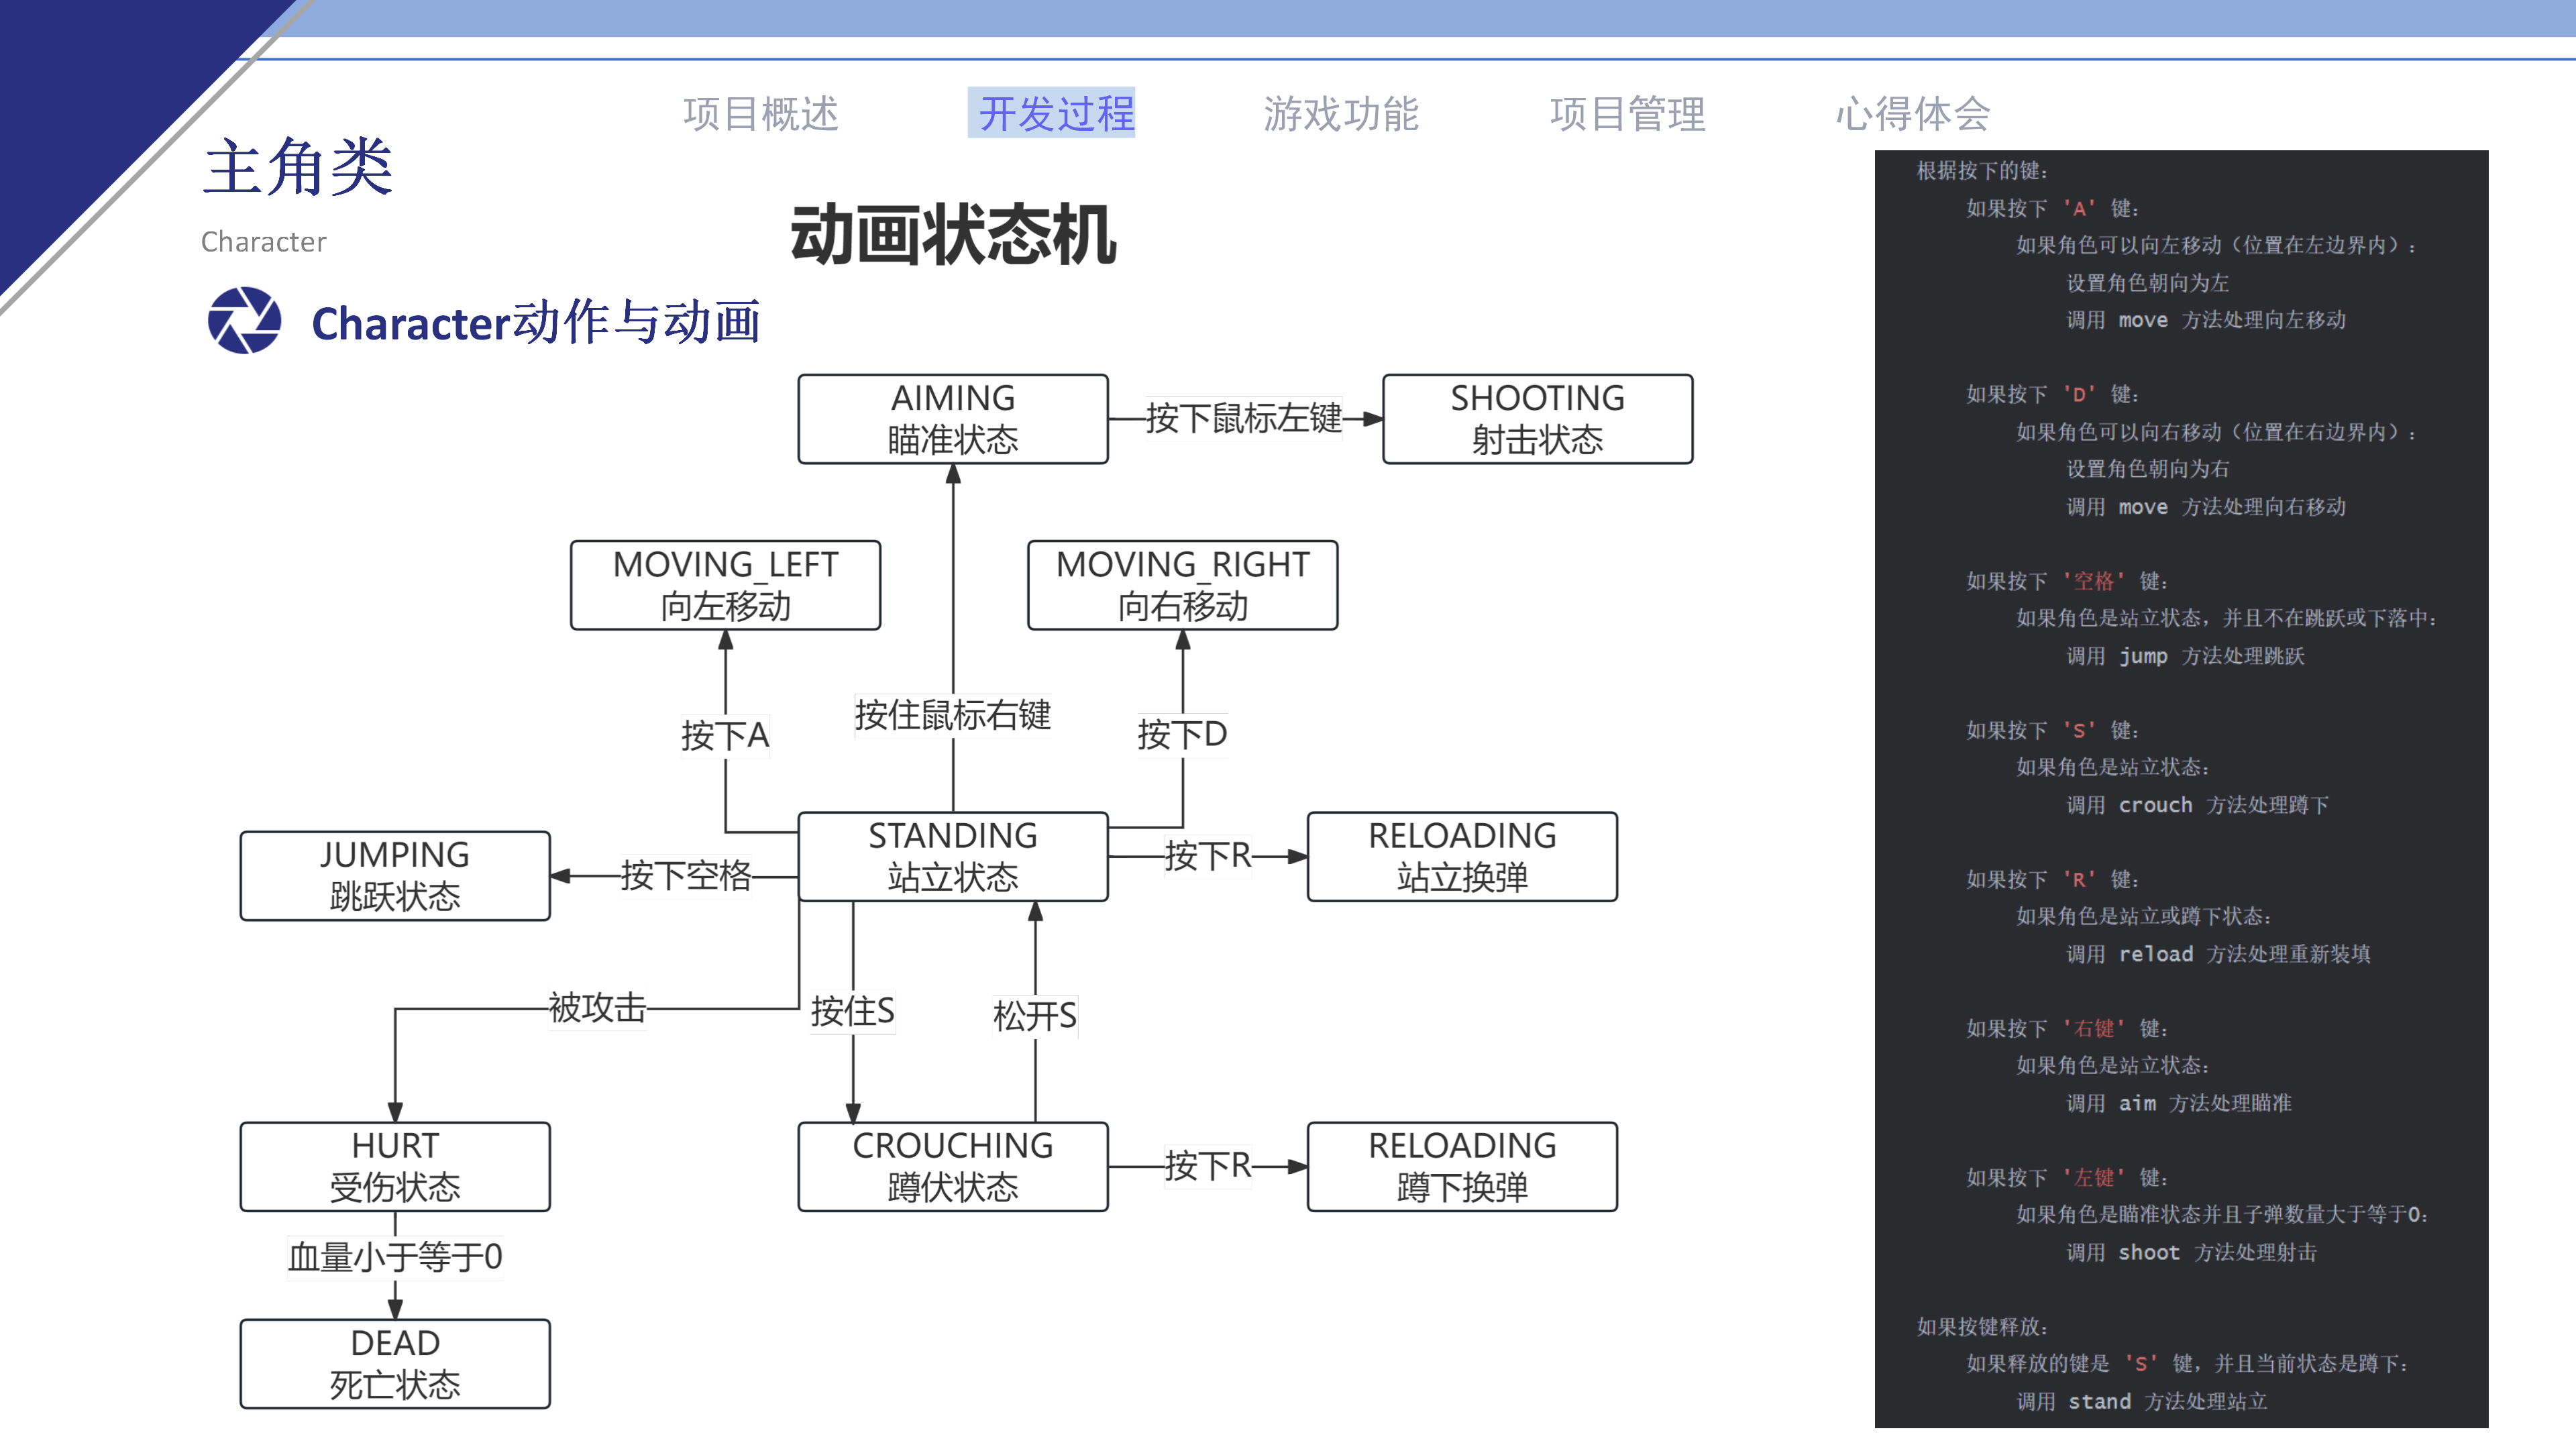 项目概述
开发过程
游戏功能
项目管理
心得体会
主角类
Character
动画状态机
Character动作与动画
AIMING
瞄准状态
按下鼠标左键
SHOOTING
射击状态
MOVING_LEFT
向左移动
MOVING_RIGHT
向右移动
按下A
按住鼠标右键
按下D
JUMPING
跳跃状态
按下空格
STANDING
站立状态
按下R
RELOADING
站立换弹
被攻击
按住S
松开S
HURT
受伤状态
CROUCHING
蹲伏状态
按下R
RELOADING
蹲下换弹
血量小于等于0
DEAD
死亡状态
根据按下的键：
如果按下 'A' 键：
如果角色可以向左移动（位置在左边界内）：
设置角色朝向为左
调用 move 方法处理向左移动
如果按下 'D' 键：
如果角色可以向右移动（位置在右边界内）：
设置角色朝向为右
调用 move 方法处理向右移动
如果按下 '空格' 键：
如果角色是站立状态，并且不在跳跃或下落中：
调用 jump 方法处理跳跃
如果按下 'S' 键：
如果角色是站立状态：
调用 crouch 方法处理蹲下
如果按下 'R' 键：
如果角色是站立或蹲下状态：
调用 reload 方法处理重新装填
如果按下 '右键' 键：
如果角色是站立状态：
调用 aim 方法处理瞄准
如果按下 '左键' 键：
如果角色是瞄准状态并且子弹数量大于等于0：
调用 shoot 方法处理射击
如果按键释放：
如果释放的键是 'S' 键，并且当前状态是蹲下：
调用 stand 方法处理站立